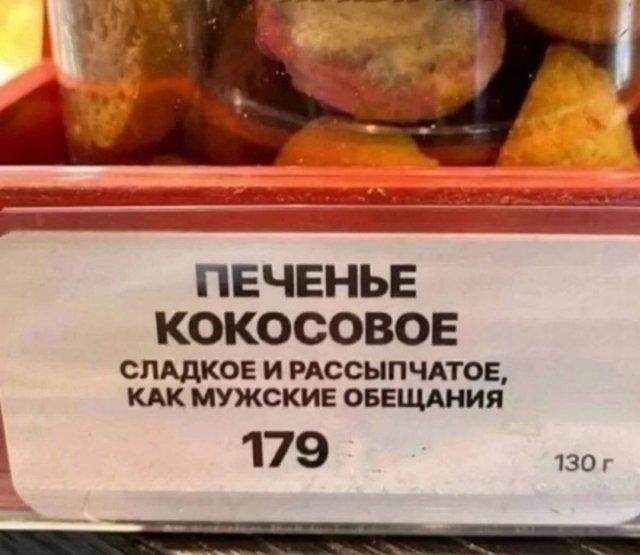 ПЕЧЕНЬЕ
КОКОСОВОЕ
СЛАДКОЕ И РАССЫПЧАТОЕ,
КАК МУЖСКИЕ ОБЕЩАНИЯ
179
130 г